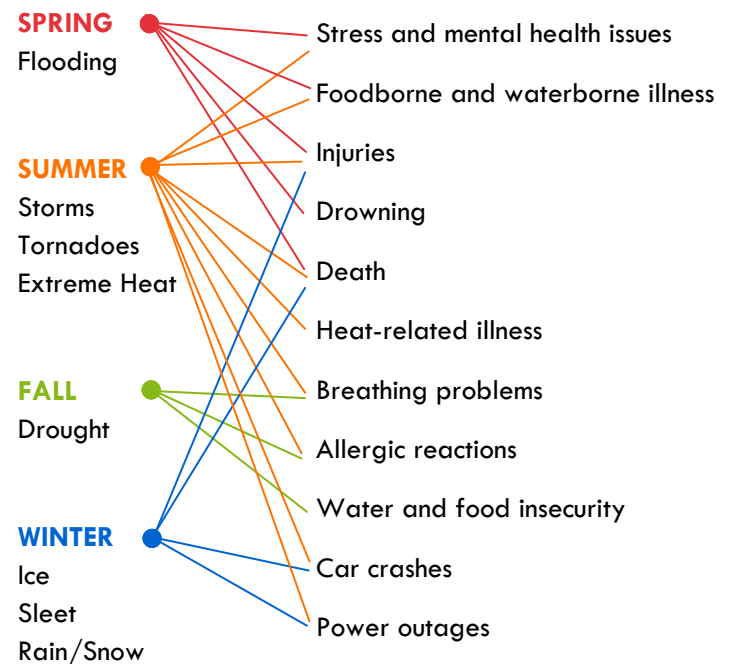 SPRING
Flooding
SUMMER
Storms
Tornadoes
Extreme Heat
FALL
Drought
WINTER
Ice
Sleet
Rain/Snow
Stress and mental health issues
Foodborne and waterborne illness
Injuries
Drowning
Death
Heat-related illness
Breathing problems
Allergic reactions
Water and food insecurity
Car crashes
Power outages